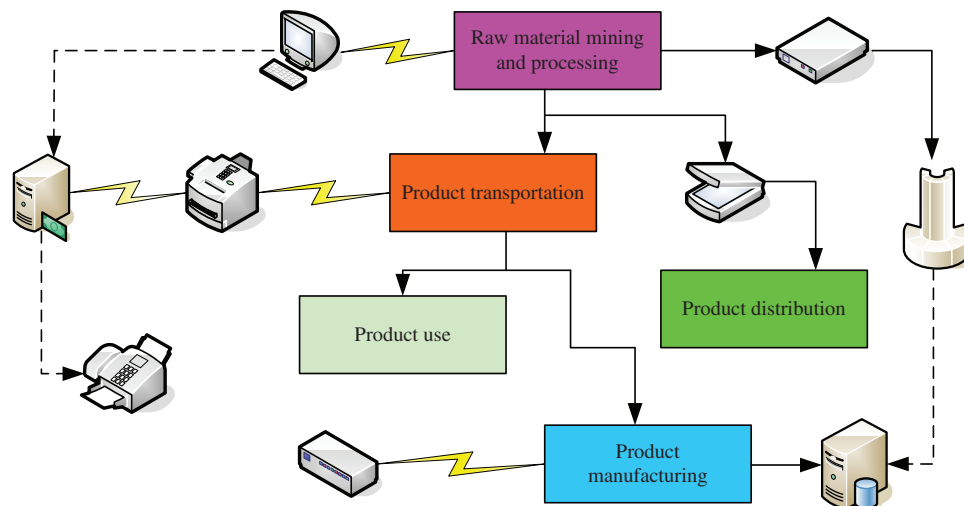 Raw material mining
and processing
Product transportation
Product distribution
Product use
Product
manufacturing